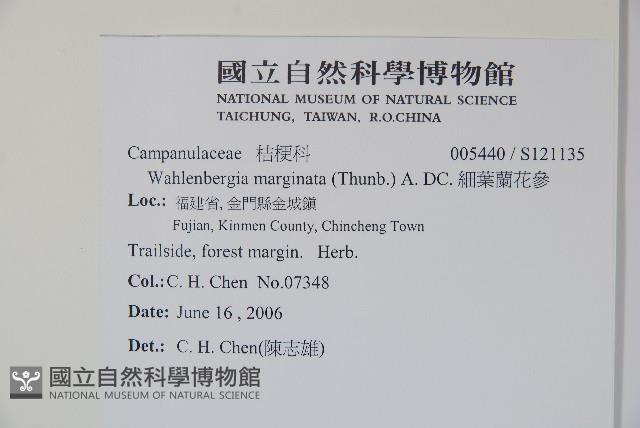 國立自然科學博物館
NATIONAL MUSEUM OF NATURAL SCIENCE
TAICHUNG, TAIWAN, R.O.CHINA
Campanulaceae 桔梗科 005440 / S121135
Wahlenbergia marginata (Thunb.) A. DC. 細葉蘭花參
Loc.: 福建省, 金門縣金城鎮
Fujian, Kinmen County, Chincheng Town
Trailside, forest margin. Herb.
Col.: C. H. Chen No.07348
Date: June 16 , 2006
Det.: C. H. Chen(陳志雄)
國立自然科學博物館
NATIONAL MUSEUM OF NATURAL SCIENCE